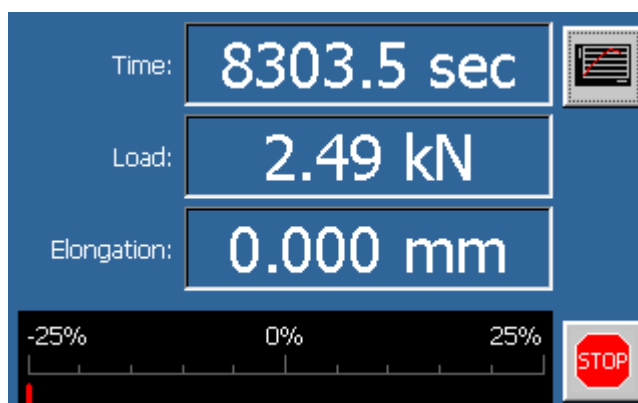 Time: 8303.5 sec
Load: 2.49 kN
Elongation: 0.000 mm
-25% 0% 25%
STOP